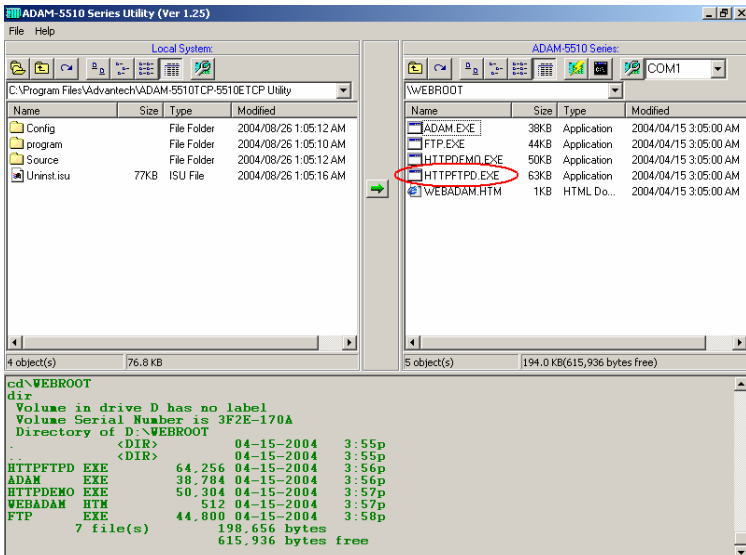 ADAM-5510 Series Utility (Ver 1.25)
File Help
Local System:
ADAM-5510 Series:
COM1
C:\Program Files\Advantech\ADAM-5510TCP-5510ETCP Utility
\WEBROOT
Name Size Type Modified
Config File Folder 2004/08/26 1:05:12 AM
program File Folder 2004/08/26 1:05:10 AM
Source File Folder 2004/08/26 1:05:12 AM
Uninst.isu 77KB ISU File 2004/08/26 1:05:16 AM
Name Size Type Modified
ADAM.EXE 38KB Application 2004/04/15 3:05:00 AM
FTP.EXE 44KB Application 2004/04/15 3:05:00 AM
HTTPDEMO.EXE 50KB Application 2004/04/15 3:05:00 AM
HTTPFTPD.EXE 63KB Application 2004/04/15 3:05:00 AM
WEBADAM.HTM 1KB HTML Do... 2004/04/15 3:05:00 AM
4 object(s) 76.8 KB
5 object(s) 194.0 KB(615,936 bytes free)
cd\WEBROOT
dir
Volume in drive D has no label
Volume Serial Number is 3F2E-170A
Directory of D:\WEBROOT
. <DIR> 04-15-2004 3:55p
.. <DIR> 04-15-2004 3:55p
HTTPFTPD EXE 64,256 04-15-2004 3:56p
ADAM EXE 38,784 04-15-2004 3:56p
HTTPDEMO EXE 50,304 04-15-2004 3:57p
WEBADAM HTM 512 04-15-2004 3:57p
FTP EXE 44,800 04-15-2004 3:58p
7 file(s) 198,656 bytes
615,936 bytes free